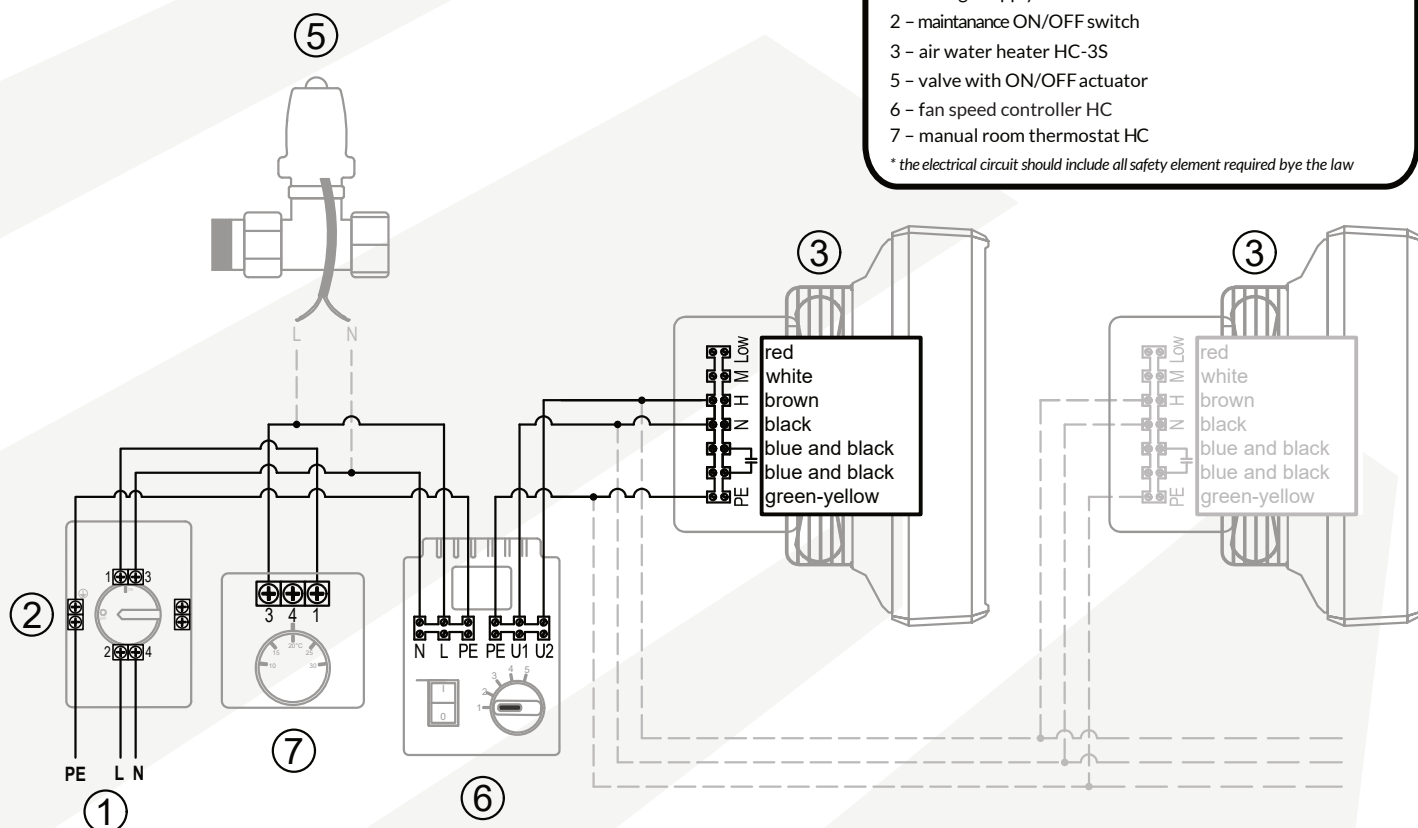 2 – maintanance ON/OFF switch
3 – air water heater HC-3S
5 – valve with ON/OFF actuator
6 – fan speed controller HC
7 – manual room thermostat HC
* the electrical circuit should include all safety element required bye the law
5
L N
3
Low red
M white
H brown
N black
blue and black
blue and black
PE green-yellow
3
Low red
M white
H brown
N black
blue and black
blue and black
PE green-yellow
2
1 3
2 4
PE L N
1
3 4 1
10 15 20°C 25 30
7
N L PE PE U1 U2
I
0
1 2 3 4 5
6